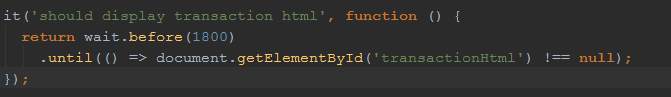 it('should display transaction html', function () {
  return wait.before(1800)
    .until(() => document.getElementById('transactionHtml') !== null);
});